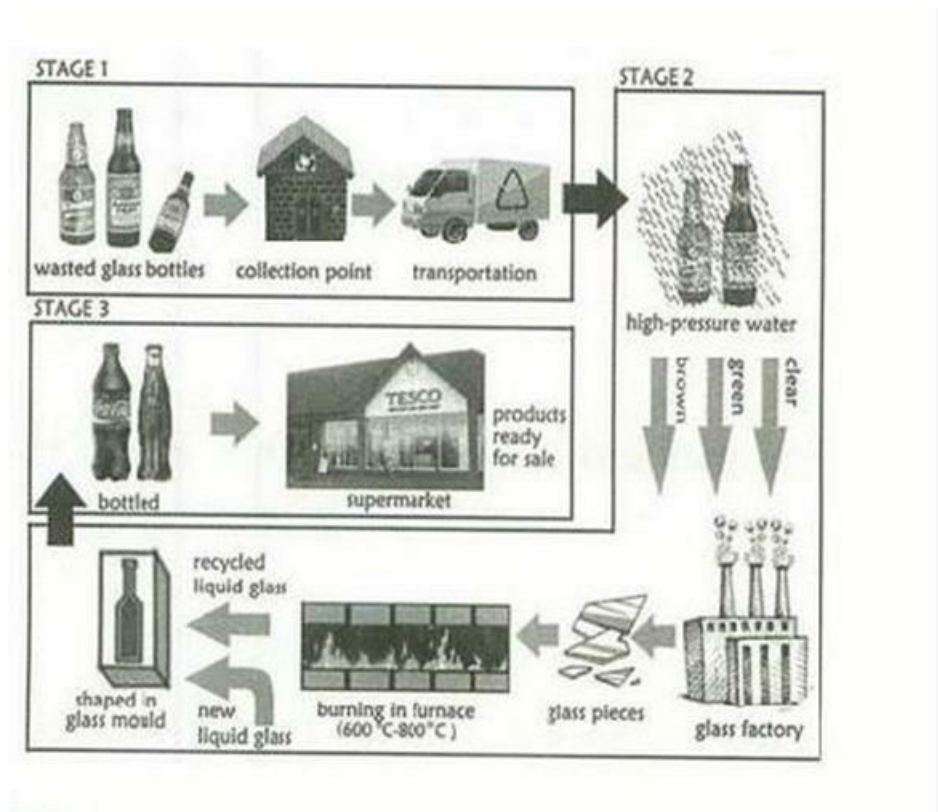 STAGE 1
wasted glass bottles
collection point
transportation
STAGE 2
high-pressure water
brown
green
clear
glass factory
glass pieces
burning in furnace
(600 °C-800°C)
recycled
liquid glass
new
liquid glass
shaped in
glass mould
STAGE 3
bottled
TESCO
supermarket
products
ready
for sale